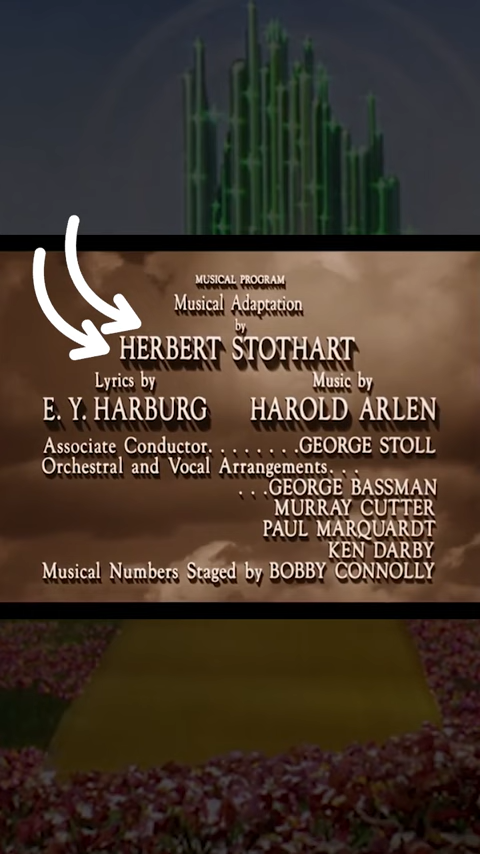 MUSICAL PROGRAM
Musical Adaptation
by
HERBERT STOTHART
Lyrics by Music by
E. Y. HARBURG HAROLD ARLEN
Associate Conductor. . . . . . . .GEORGE STOLL
Orchestral and Vocal Arrangements. . .
. . .GEORGE BASSMAN
MURRAY CUTTER
PAUL MARQUARDT
KEN DARBY
Musical Numbers Staged by BOBBY CONNOLLY